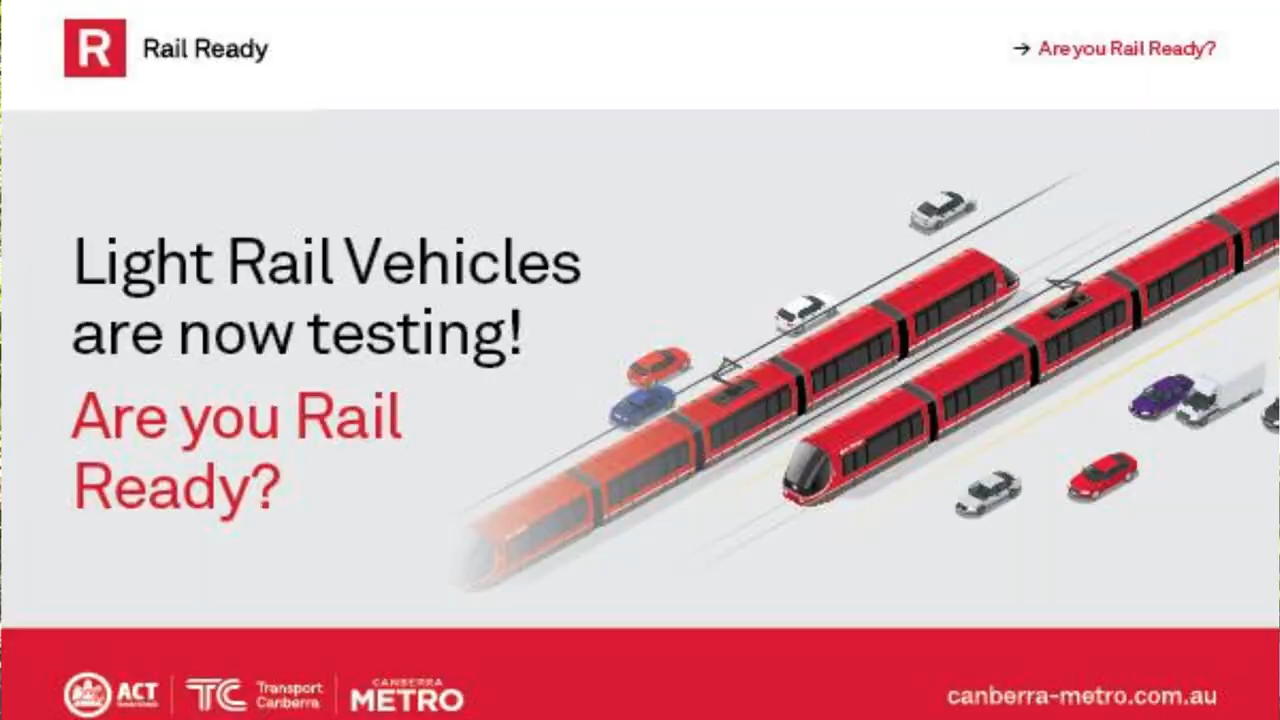 R Rail Ready
→ Are you Rail Ready?
Light Rail Vehicles
are now testing!
Are you Rail
Ready?
ACT
TC Transport
Canberra
CANBERRA
METRO
canberra-metro.com.au